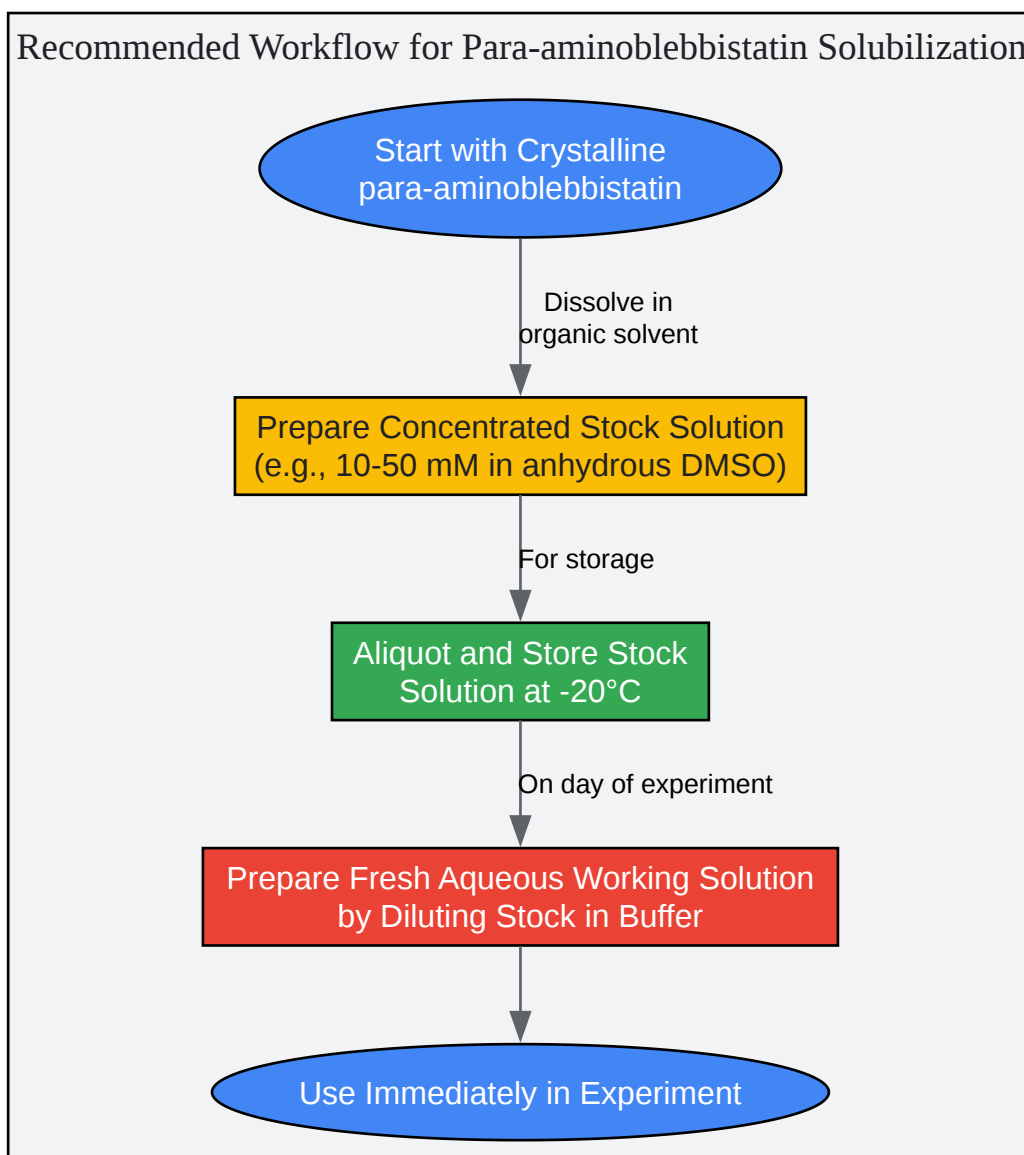 Recommended Workflow for Para-aminoblebbistatin Solubilization
Start with Crystalline
para-aminoblebbistatin
Dissolve in
organic solvent
Prepare Concentrated Stock Solution
(e.g., 10-50 mM in anhydrous DMSO)
For storage
Aliquot and Store Stock
Solution at -20°C
On day of experiment
Prepare Fresh Aqueous Working Solution
by Diluting Stock in Buffer
Use Immediately in Experiment